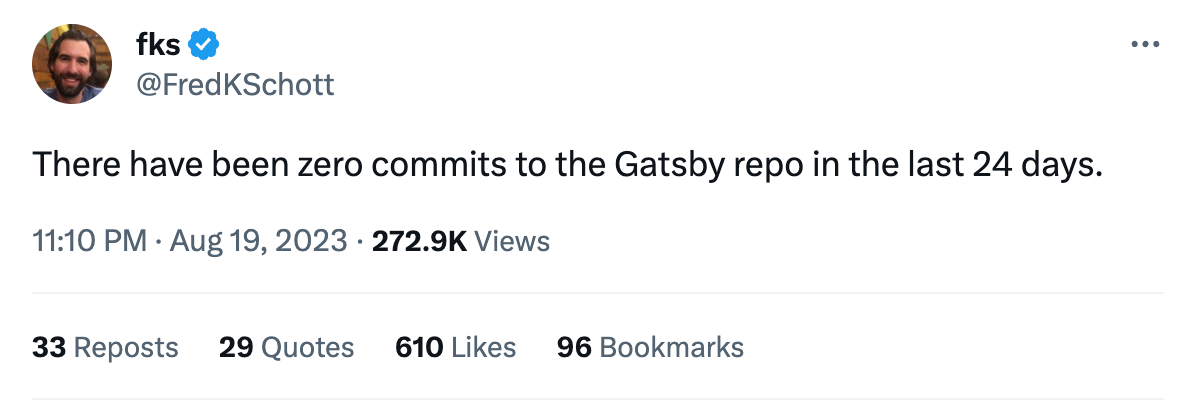 fks
@FredKSchott
There have been zero commits to the Gatsby repo in the last 24 days.
11:10 PM · Aug 19, 2023 · 272.9K Views
33 Reposts 29 Quotes 610 Likes 96 Bookmarks